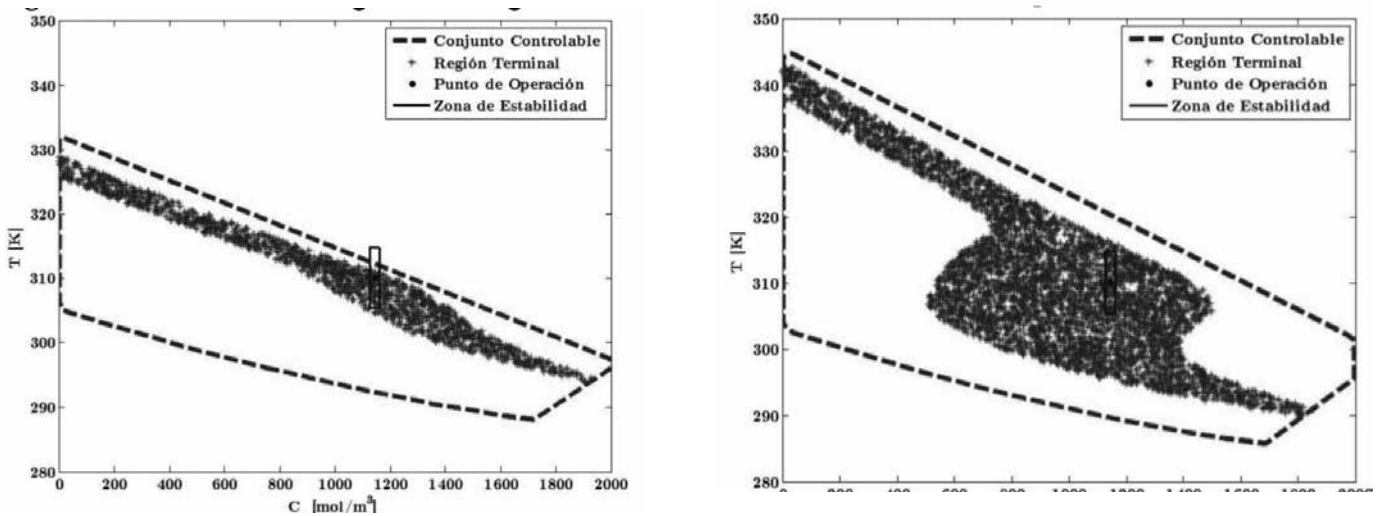 350
340
330
320
310
300
290
280
T [K]
0 200 400 600 800 1000 1200 1400 1600 1800 2000
C [mol/m³]
Conjunto Controlable
Región Terminal
Punto de Operación
Zona de Estabilidad
350
340
330
320
310
300
290
280
T [K]
Conjunto Controlable
Región Terminal
Punto de Operación
Zona de Estabilidad